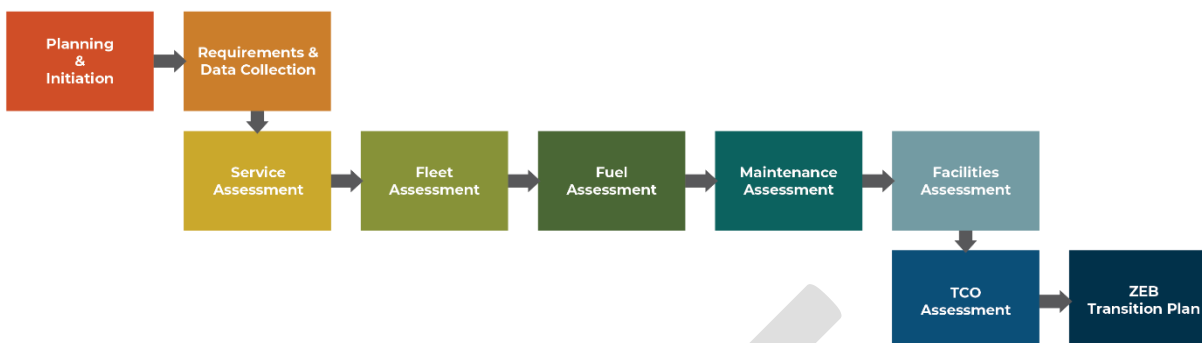 Planning
&
Initiation
Requirements &
Data Collection
Service
Assessment
Fleet
Assessment
Fuel
Assessment
Maintenance
Assessment
Facilities
Assessment
TCO
Assessment
ZEB
Transition Plan